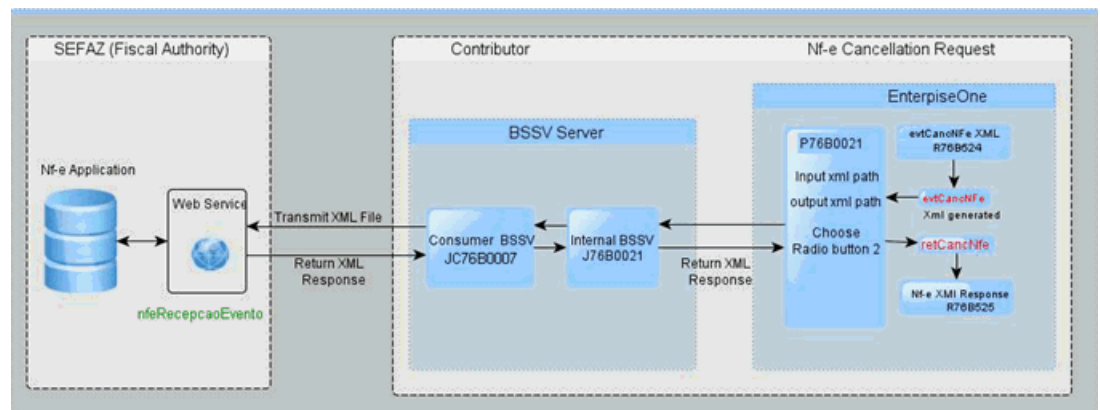 SEFAZ (Fiscal Authority)
Nf-e Application
Web Service
nfeRecepcaoEvento
Transmit XML File
Return XML
Response
Contributor
Nf-e Cancellation Request
BSSV Server
Consumer BSSV
JC76B0007
Internal BSSV
J76B0021
Return XML
Response
EnterpiseOne
P76B0021
Input xml path
output xml path
Choose
Radio button 2
evtCancNFe XML
R76B524
evtCancNFe
Xml generated
retCancNfe
Nf-e XMl Response
R76B525